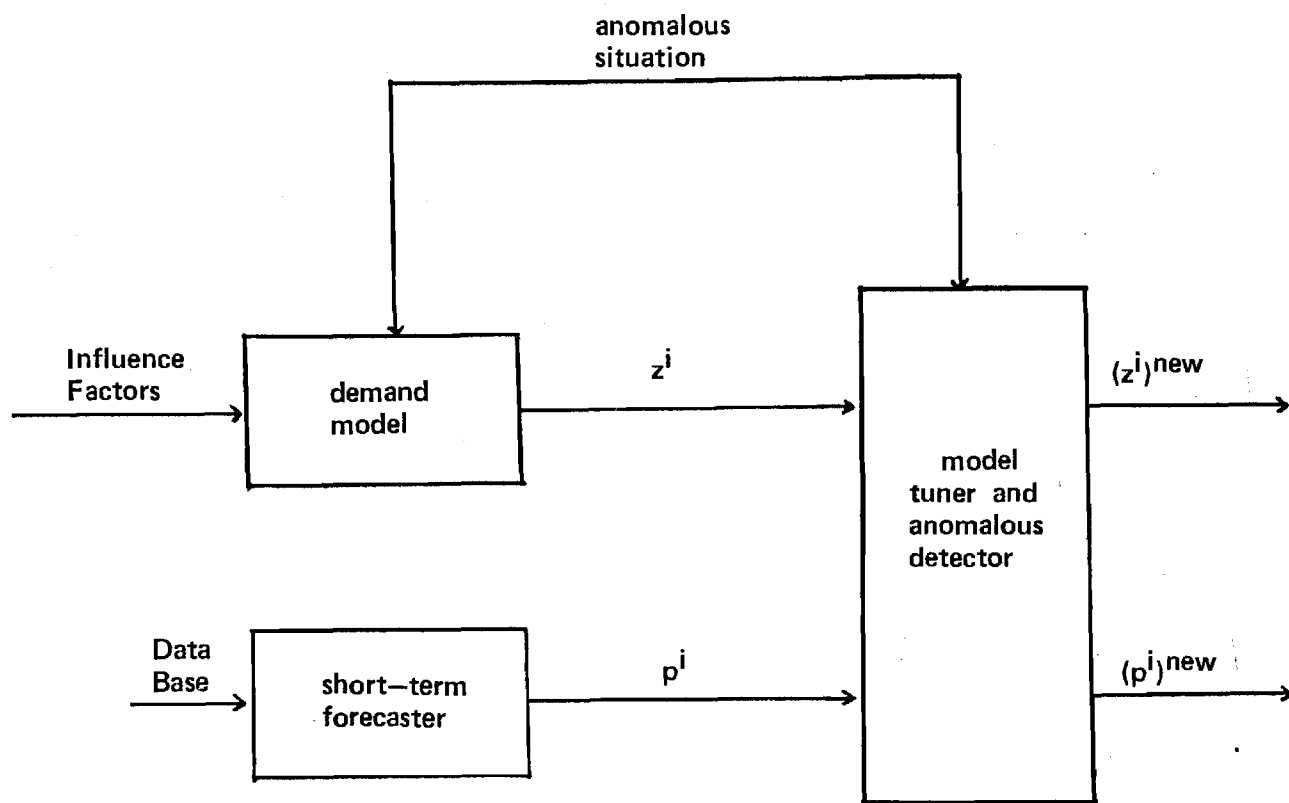 anomalous
situation
Influence
Factors
demand
model
z^i
(z^i)^new
model
tuner and
anomalous
detector
Data
Base
short–term
forecaster
p^i
(p^i)^new